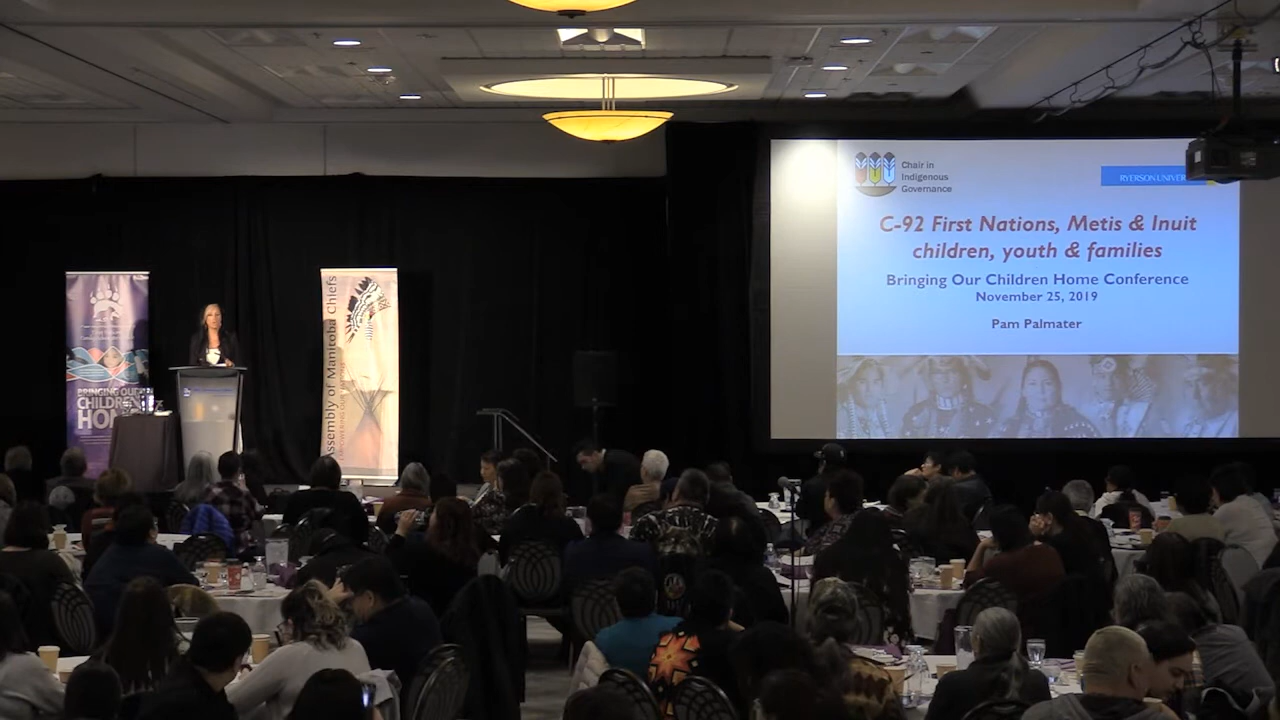 Chair in
Indigenous
Governance
RYERSON
C-92 First Nations, Metis & Inuit
children, youth & families
Bringing Our Children Home Conference
November 25, 2019
Pam Palmater
BRINGING OUR
CHILDREN
HOME
Assembly of Manitoba Chiefs